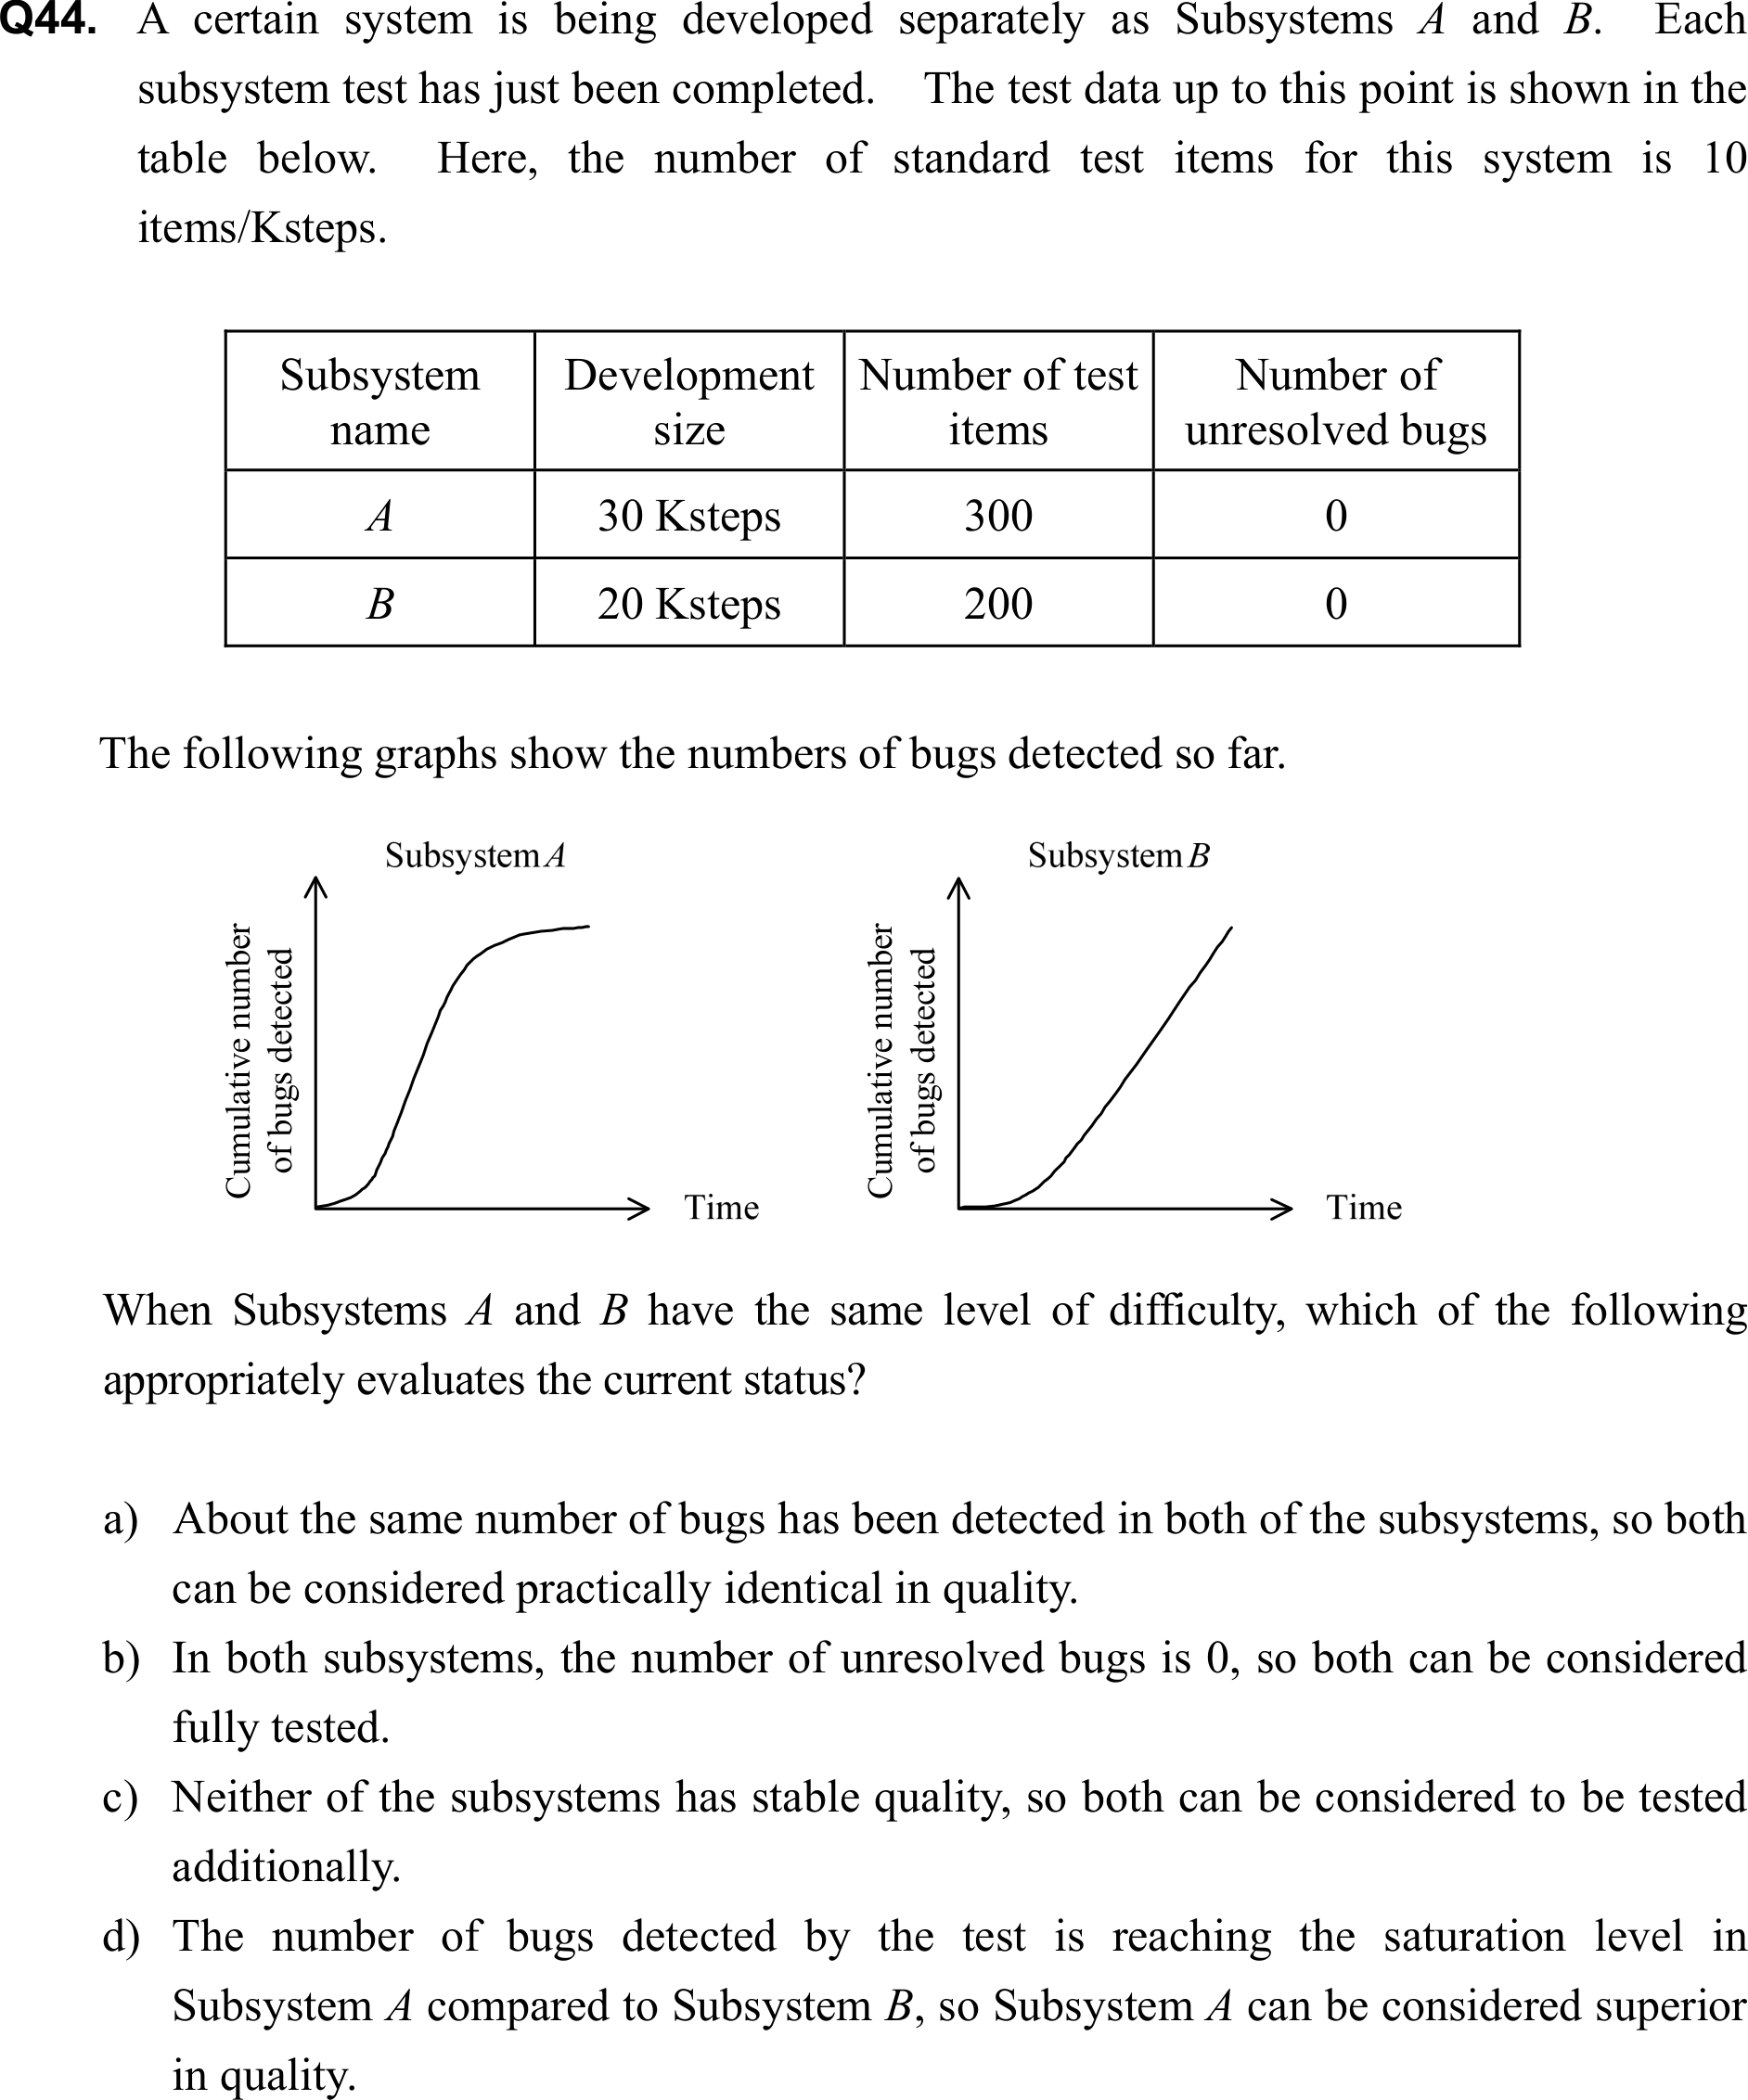 Q44. A certain system is being developed separately as Subsystems A and B. Each
subsystem test has just been completed. The test data up to this point is shown in the
table below. Here, the number of standard test items for this system is 10
items/Ksteps.
Subsystem name
Development size
Number of test items
Number of unresolved bugs
A 30 Ksteps 300 0
B 20 Ksteps 200 0
The following graphs show the numbers of bugs detected so far.
Subsystem A
Cumulative number
of bugs detected
Time
Subsystem B
Cumulative number
of bugs detected
Time
When Subsystems A and B have the same level of difficulty, which of the following
appropriately evaluates the current status?
a) About the same number of bugs has been detected in both of the subsystems, so both
can be considered practically identical in quality.
b) In both subsystems, the number of unresolved bugs is 0, so both can be considered
fully tested.
c) Neither of the subsystems has stable quality, so both can be considered to be tested
additionally.
d) The number of bugs detected by the test is reaching the saturation level in
Subsystem A compared to Subsystem B, so Subsystem A can be considered superior
in quality.